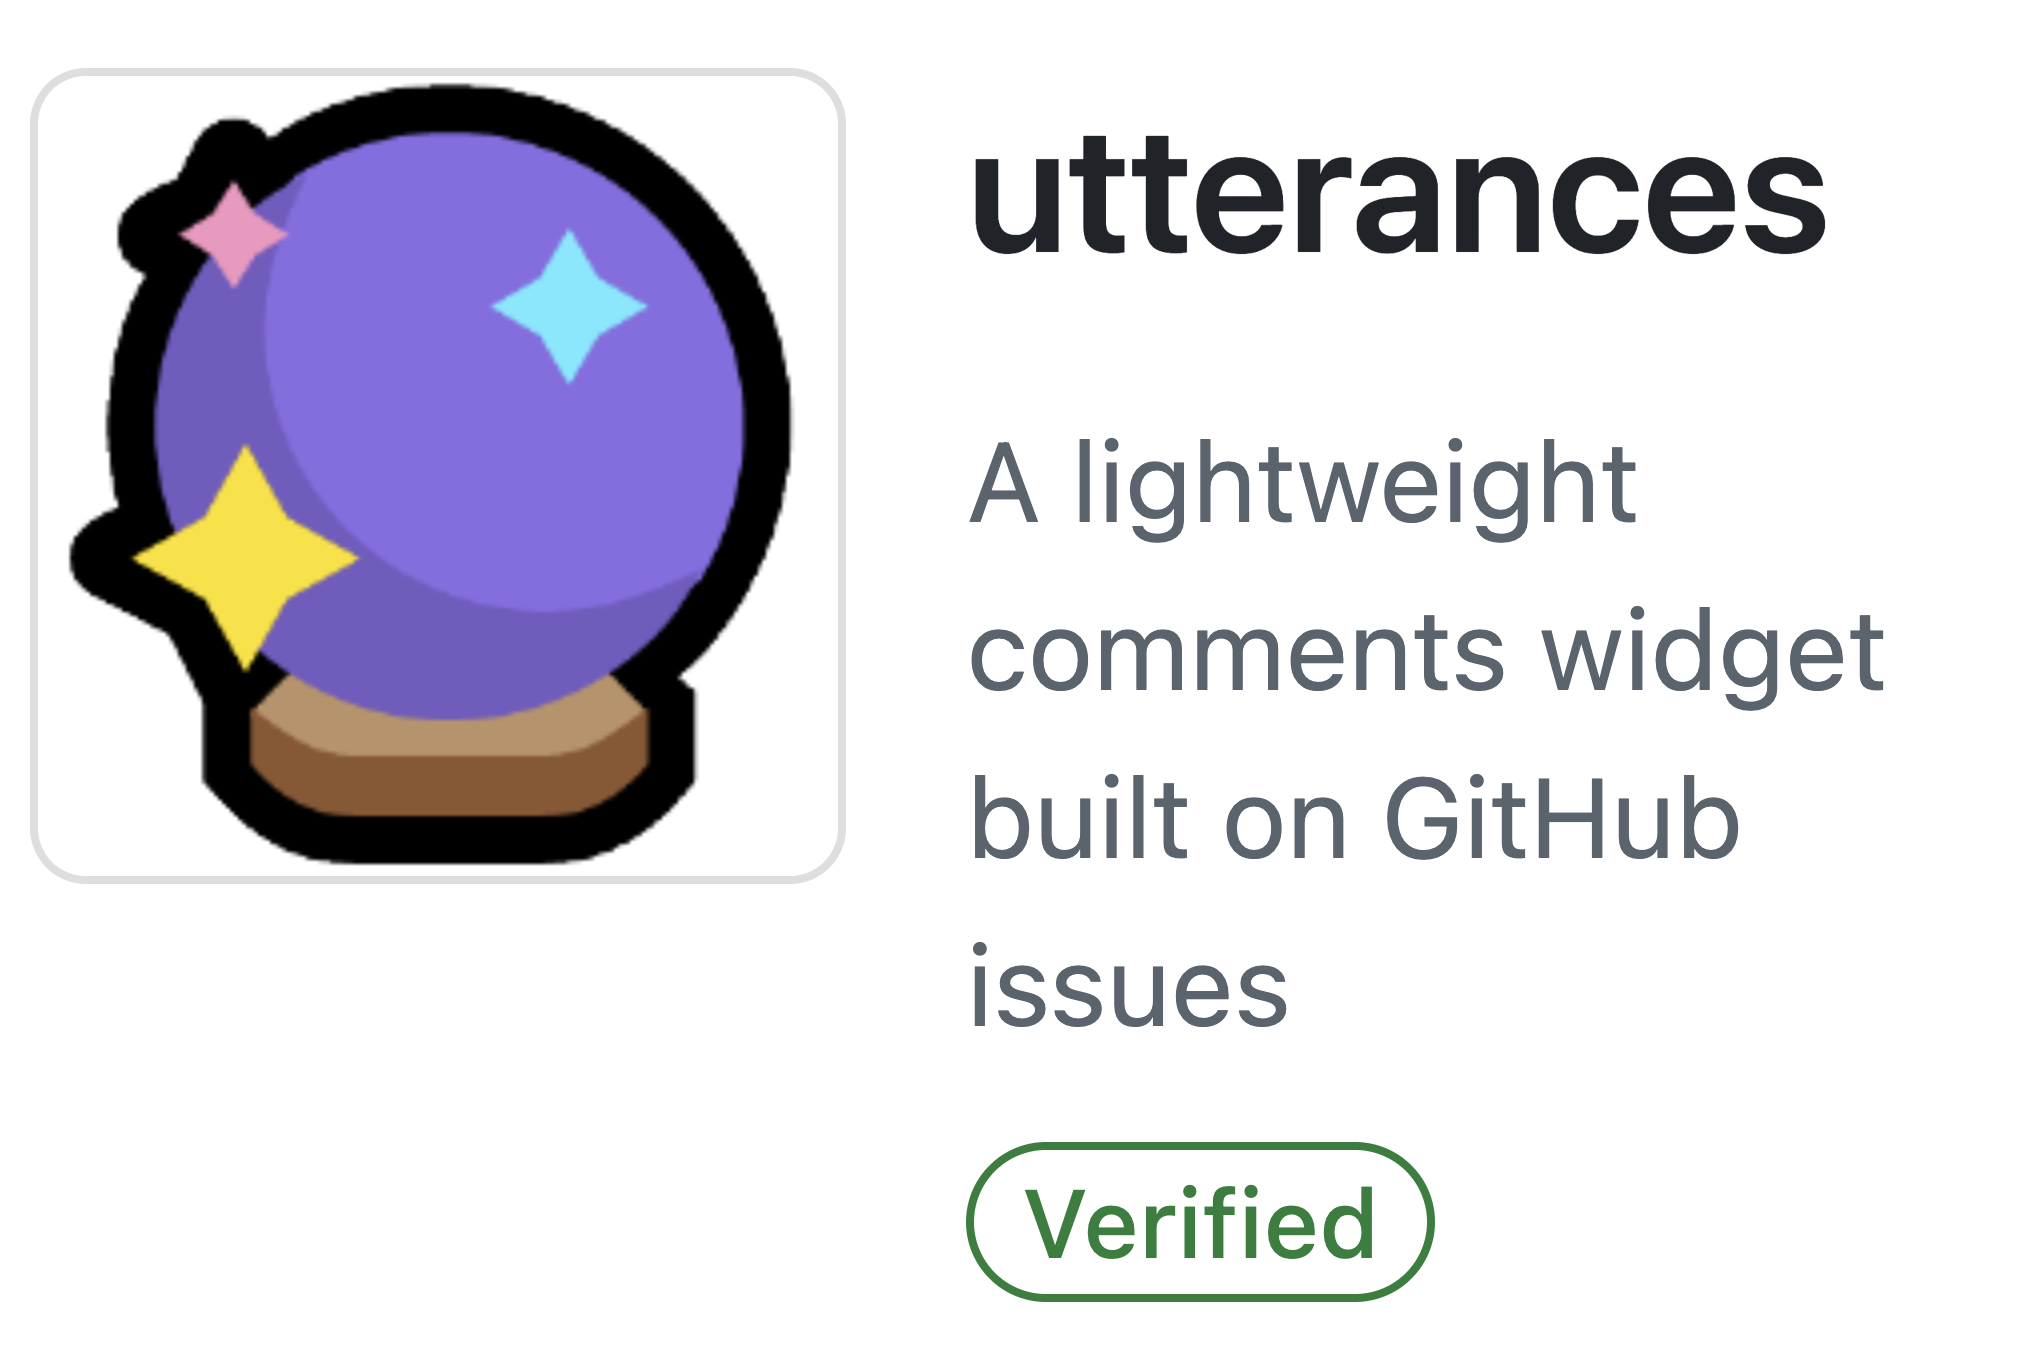 utterances
A lightweight
comments widget
built on GitHub
issues
Verified